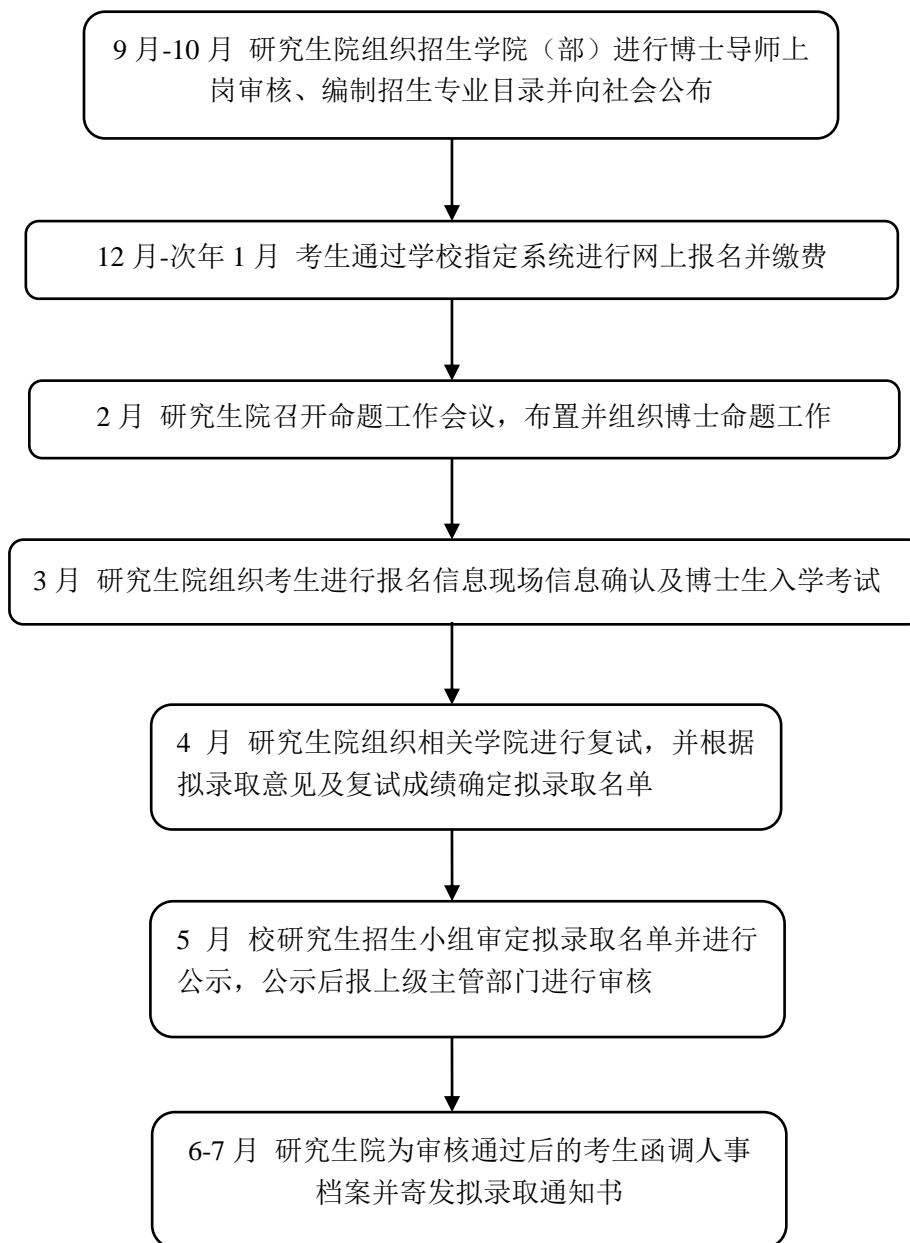 9 月-10 月 研究生院组织招生学院（部）进行博士导师上
岗审核、编制招生专业目录并向社会公布
12 月-次年 1 月 考生通过学校指定系统进行网上报名并缴费
2 月 研究生院召开命题工作会议，布置并组织博士命题工作
3 月 研究生院组织考生进行报名信息现场信息确认及博士生入学考试
4 月 研究生院组织相关学院进行复试，并根据
拟录取意见及复试成绩确定拟录取名单
5 月 校研究生招生小组审定拟录取名单并进行
公示，公示后报上级主管部门进行审核
6-7 月 研究生院为审核通过后的考生函调人事
档案并寄发拟录取通知书